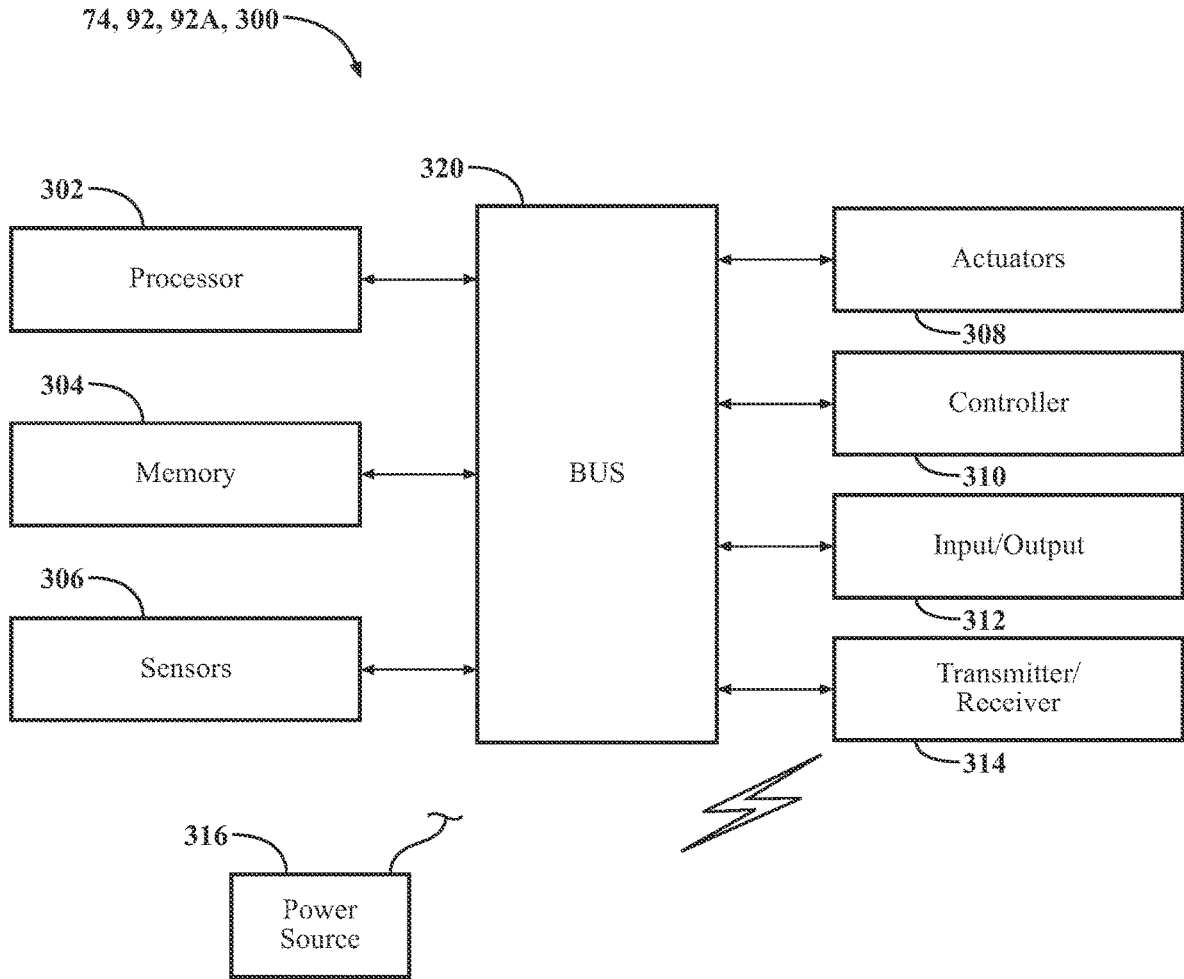 74, 92, 92A, 300
302
Processor
304
Memory
306
Sensors
320
BUS
Actuators
308
Controller
310
Input/Output
312
Transmitter/
Receiver
314
316
Power
Source